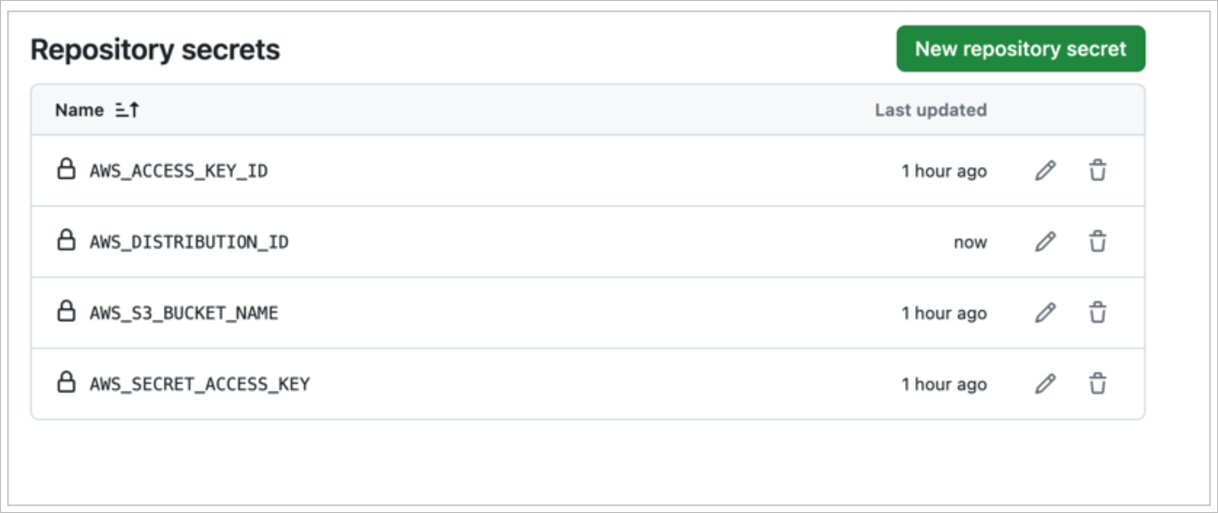 Repository secrets
New repository secret
Name
Last updated
AWS_ACCESS_KEY_ID
1 hour ago
AWS_DISTRIBUTION_ID
now
AWS_S3_BUCKET_NAME
1 hour ago
AWS_SECRET_ACCESS_KEY
1 hour ago